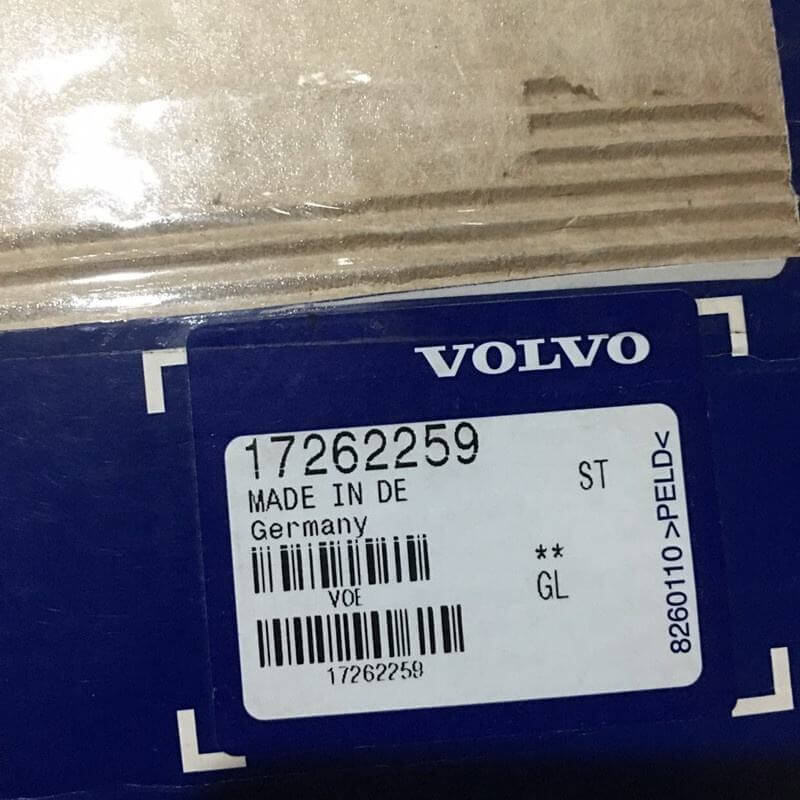 VOLVO
17262259
ST
MADE IN DE
Germany
VOE
**
GL
17262259
8260110 >PELD<